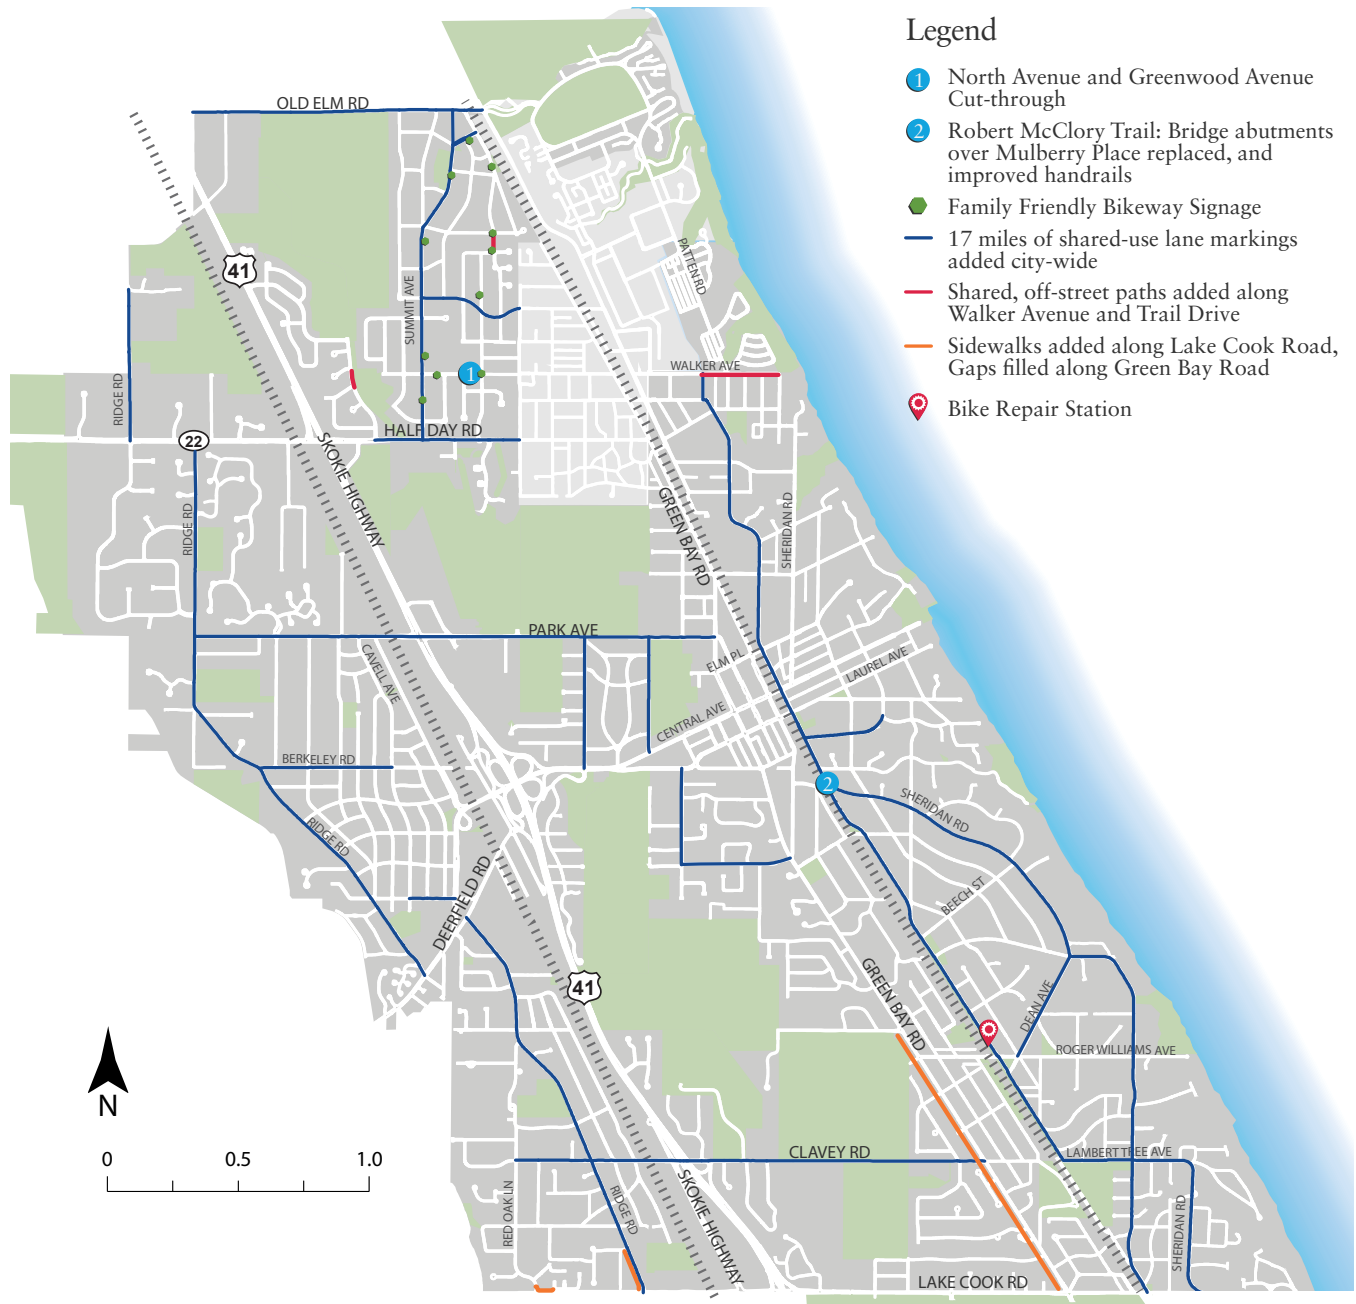 Legend
1
North Avenue and Greenwood Avenue
Cut-through
2
Robert McClory Trail: Bridge abutments
over Mulberry Place replaced, and
improved handrails
Family Friendly Bikeway Signage
17 miles of shared-use lane markings
added city-wide
Shared, off-street paths added along
Walker Avenue and Trail Drive
Sidewalks added along Lake Cook Road,
Gaps filled along Green Bay Road
Bike Repair Station
OLD ELM RD
41
PATTEN RD
SUMMIT AVE
WALKER AVE
1
RIDGE RD
HALF DAY RD
22
SKOKIE HIGHWAY
RIDGE RD
GREEN BAY RD
SHERIDAN RD
PARK AVE
ELM PL
LAUREL AVE
CAVELL AVE
CENTRAL AVE
BERKELEY RD
2
SHERIDAN RD
RIDGE RD
BEECH ST
DEERFIELD RD
41
GREEN BAY RD
DEAN AVE
ROGER WILLIAMS AVE
N
0 0.5 1.0
CLAVEY RD
LAMBERT TREE AVE
RED OAK LN
RIDGE RD
SKOKIE HIGHWAY
SHERIDAN RD
LAKE COOK RD